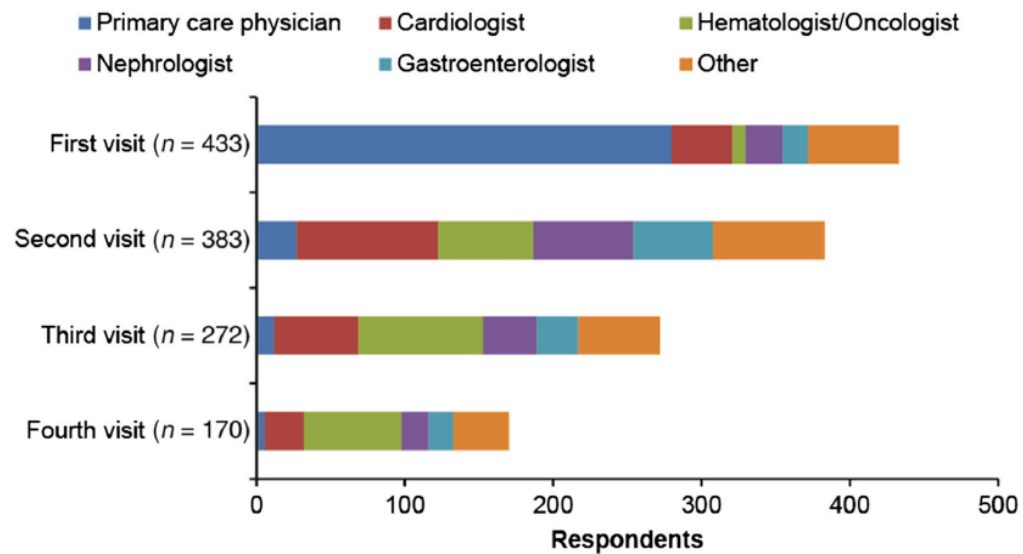 Primary care physician Cardiologist Hematologist/Oncologist
Nephrologist Gastroenterologist Other
First visit (n = 433)
Second visit (n = 383)
Third visit (n = 272)
Fourth visit (n = 170)
0 100 200 300 400 500
Respondents